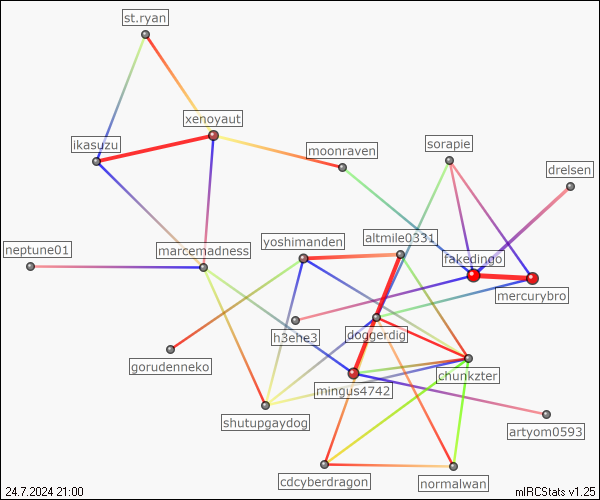 st.ryan
xenoyaut
ikasuzu
moonraven
sorapie
drelsen
neptune01
marcemadness
yoshimanden
altmile0331
fakedingo
mercurybro
h3ehe3
doggerdig
gorudenneko
mingus4742
chunkzter
shutupgaydog
artyom0593
cdcyberdragon
normalwan
24.7.2024 21:00
mIRCStats v1.25